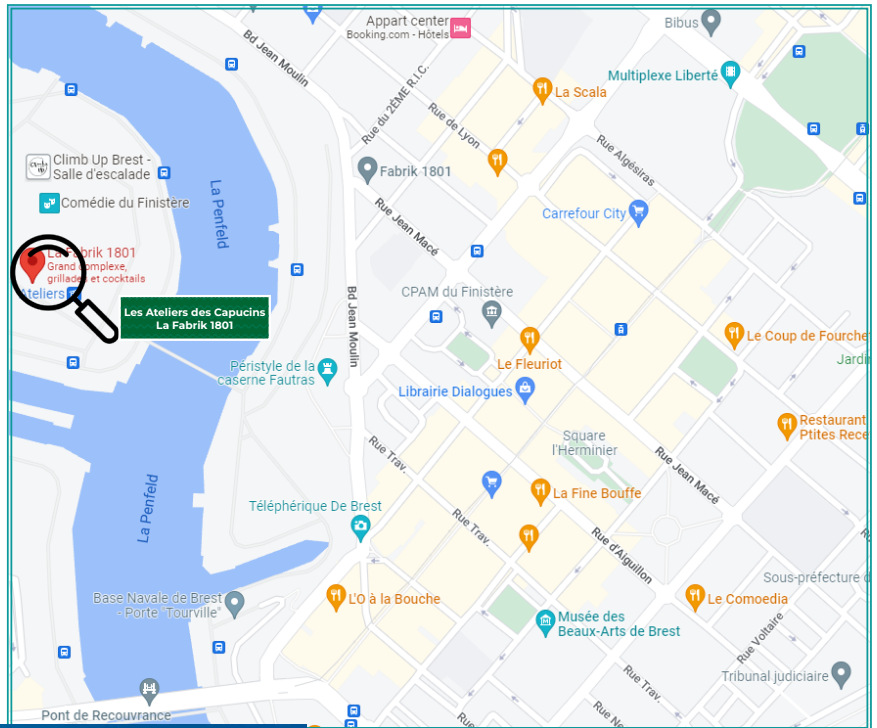 Appart center
Booking.com - Hôtels
Bibus
Bd Jean Moulin
Multiplexe Liberté
La Scala
Rue du 2ÈME R.I.C.
Rue de Lyon
Rue Algésiras
Climb Up Brest -
Salle d'escalade
Fabrik 1801
Comédie du Finistère
La Penfeld
Rue Jean Macé
Carrefour City
La Fabrik 1801
Grand complexe,
grillades et cocktails
Ateliers
CPAM du Finistère
Les Ateliers des Capucins
La Fabrik 1801
Bd Jean Moulin
Le Coup de Fourche
Le Fleuriot
Jardi
Péristyle de la
caserne Fautras
Librairie Dialogues
Restaurant
Ptites Rece
Square
l'Herminier
Rue Trav.
Rue Jean Macé
La Penfeld
La Fine Bouffe
Téléphérique De Brest
Rue Trav.
Rue d'Aiguillon
Sous-préfecture d
Base Navale de Brest
- Porte "Tourville"
L'O à la Bouche
Le Comoedia
Musée des
Beaux-Arts de Brest
Rue Voltaire
Tribunal judiciaire
Rue Trav.
Pont de Recouvrance